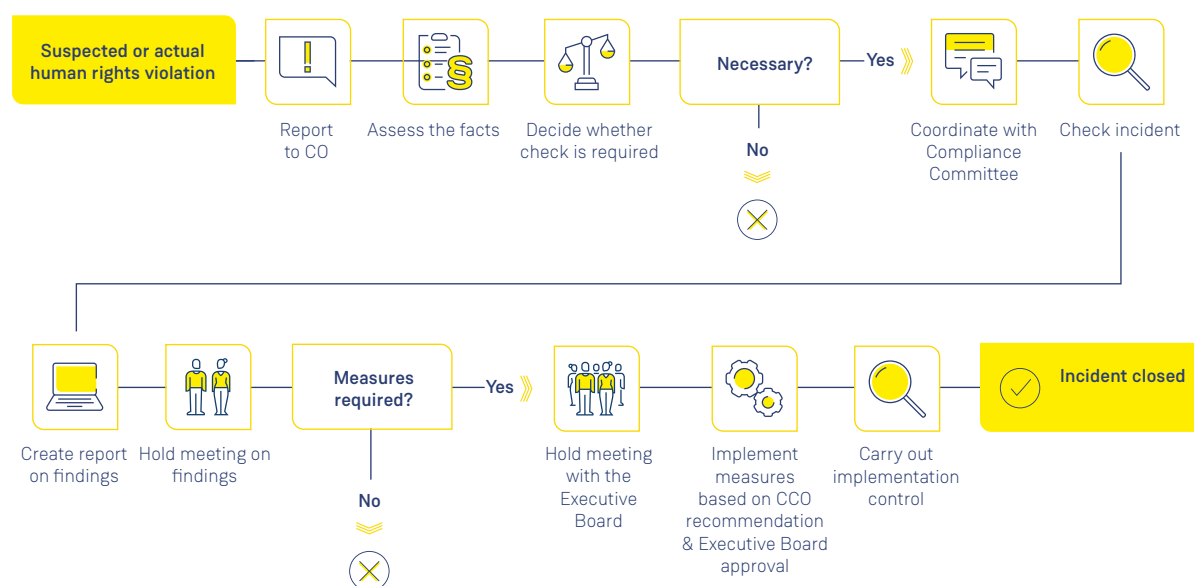 Suspected or actual
human rights violation
Report
to CO
Assess the facts
Decide whether
check is required
Necessary?
Yes
No
Coordinate with
Compliance
Committee
Check incident
Create report
on findings
Hold meeting on
findings
Measures
required?
Yes
No
Hold meeting
with the
Executive
Board
Implement
measures
based on CCO
recommendation
& Executive Board
approval
Carry out
implementation
control
Incident closed